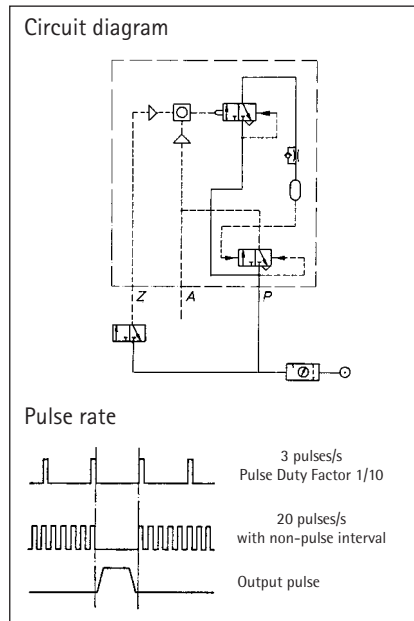 Circuit diagram
Z
A
P
Pulse rate
3 pulses/s
Pulse Duty Factor 1/10
20 pulses/s
with non-pulse interval
Output pulse